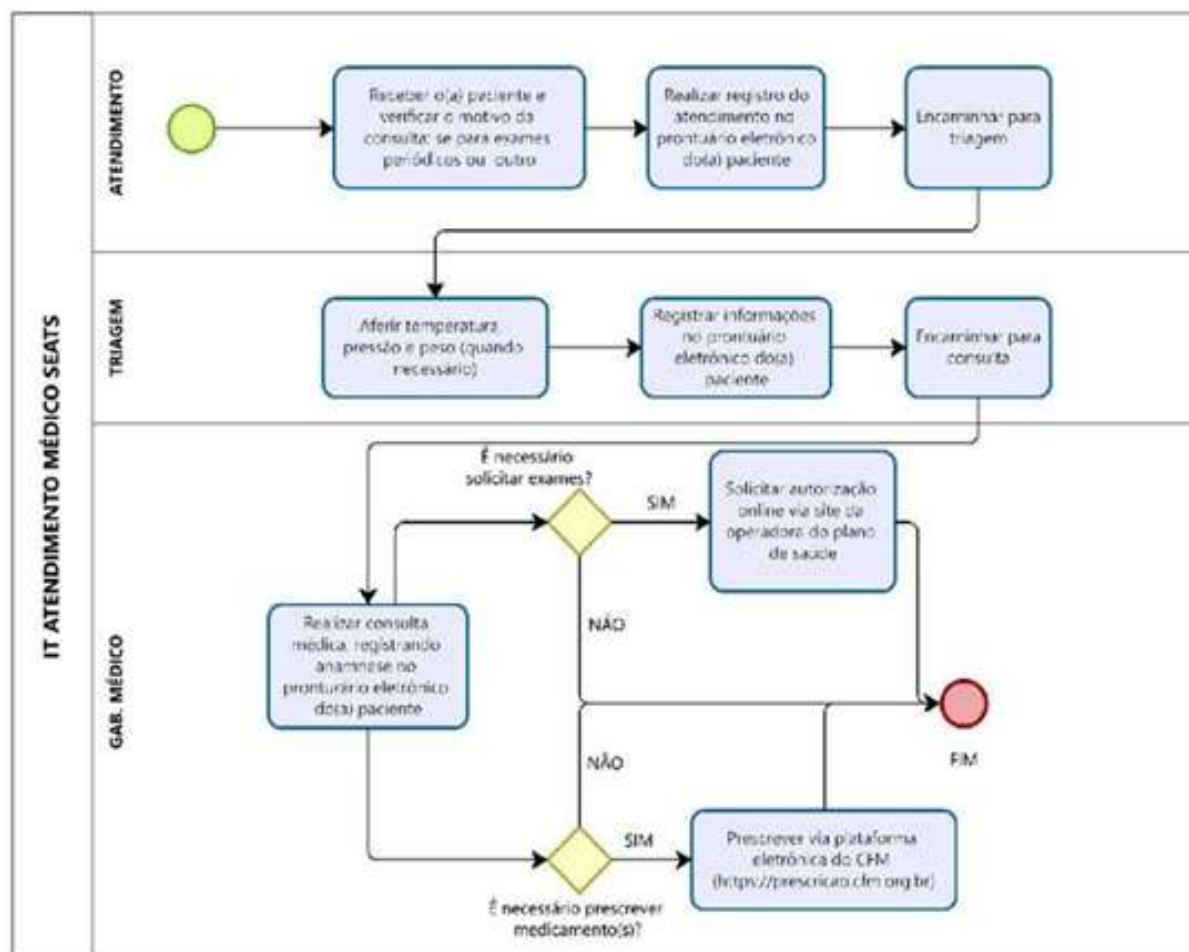 IT ATENDIMENTO MÉDICO SEATS
ATENDIMENTO
Receber o(a) paciente e
verificar o motivo da
consulta: se para exames
periódicos ou outro
Realizar registro do
atendimento no
prontuário eletrônico
do(a) paciente
Encaminhar para
triagem
TRIAGEM
Aferir temperatura
pressão e peso (quando
necessário)
Registrar informações
no prontuário
eletrônico do(a)
paciente
Encaminhar para
consulta
GAB. MÉDICO
É necessário
solicitar exames?
SIM
Solicitar autorização
online via site da
operadora do plano
de saúde
NÃO
Realizar consulta
médica, registrando
anamnese no
pronturário eletrônico
do(a) paciente
NÃO
FIM
SIM
Prescrever via plataforma
eletrônica do CFM
(https://prescricao.cfm.org.br)
É necessário prescrever
medicamento(s)?